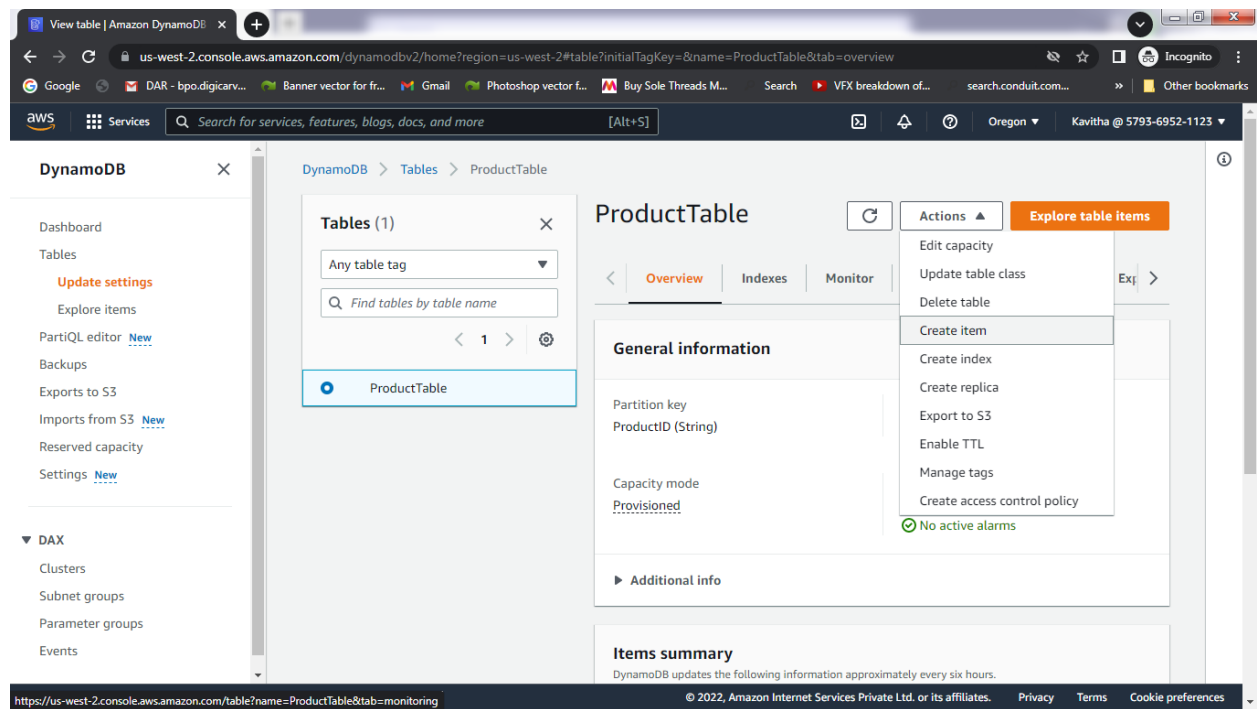 View table | Amazon DynamoDB
us-west-2.console.aws.amazon.com/dynamodbv2/home?region=us-west-2#table?initialTagKey=&name=ProductTable&tab=overview
Incognito
Google
DAR - bpo.digicarv...
Banner vector for fr...
Gmail
Photoshop vector f...
Buy Sole Threads M...
Search
VFX breakdown of...
search.conduit.com...
»
Other bookmarks
aws
Services
Search for services, features, blogs, docs, and more
[Alt+S]
Oregon ▼
Kavitha @ 5793-6952-1123 ▼
DynamoDB
Dashboard
Tables
Update settings
Explore items
PartiQL editor New
Backups
Exports to S3
Imports from S3 New
Reserved capacity
Settings New
▼ DAX
Clusters
Subnet groups
Parameter groups
Events
DynamoDB > Tables > ProductTable
Tables (1)
Any table tag
Find tables by table name
1
ProductTable
ProductTable
Actions ▲
Explore table items
Overview
Indexes
Monitor
Edit capacity
Update table class
Delete table
Create item
Create index
Create replica
Export to S3
Enable TTL
Manage tags
Create access control policy
General information
Partition key
ProductID (String)
Capacity mode
Provisioned
No active alarms
Additional info
Items summary
DynamoDB updates the following information approximately every six hours.
https://us-west-2.console.aws.amazon.com/table?name=ProductTable&tab=monitoring
© 2022, Amazon Internet Services Private Ltd. or its affiliates.
Privacy
Terms
Cookie preferences